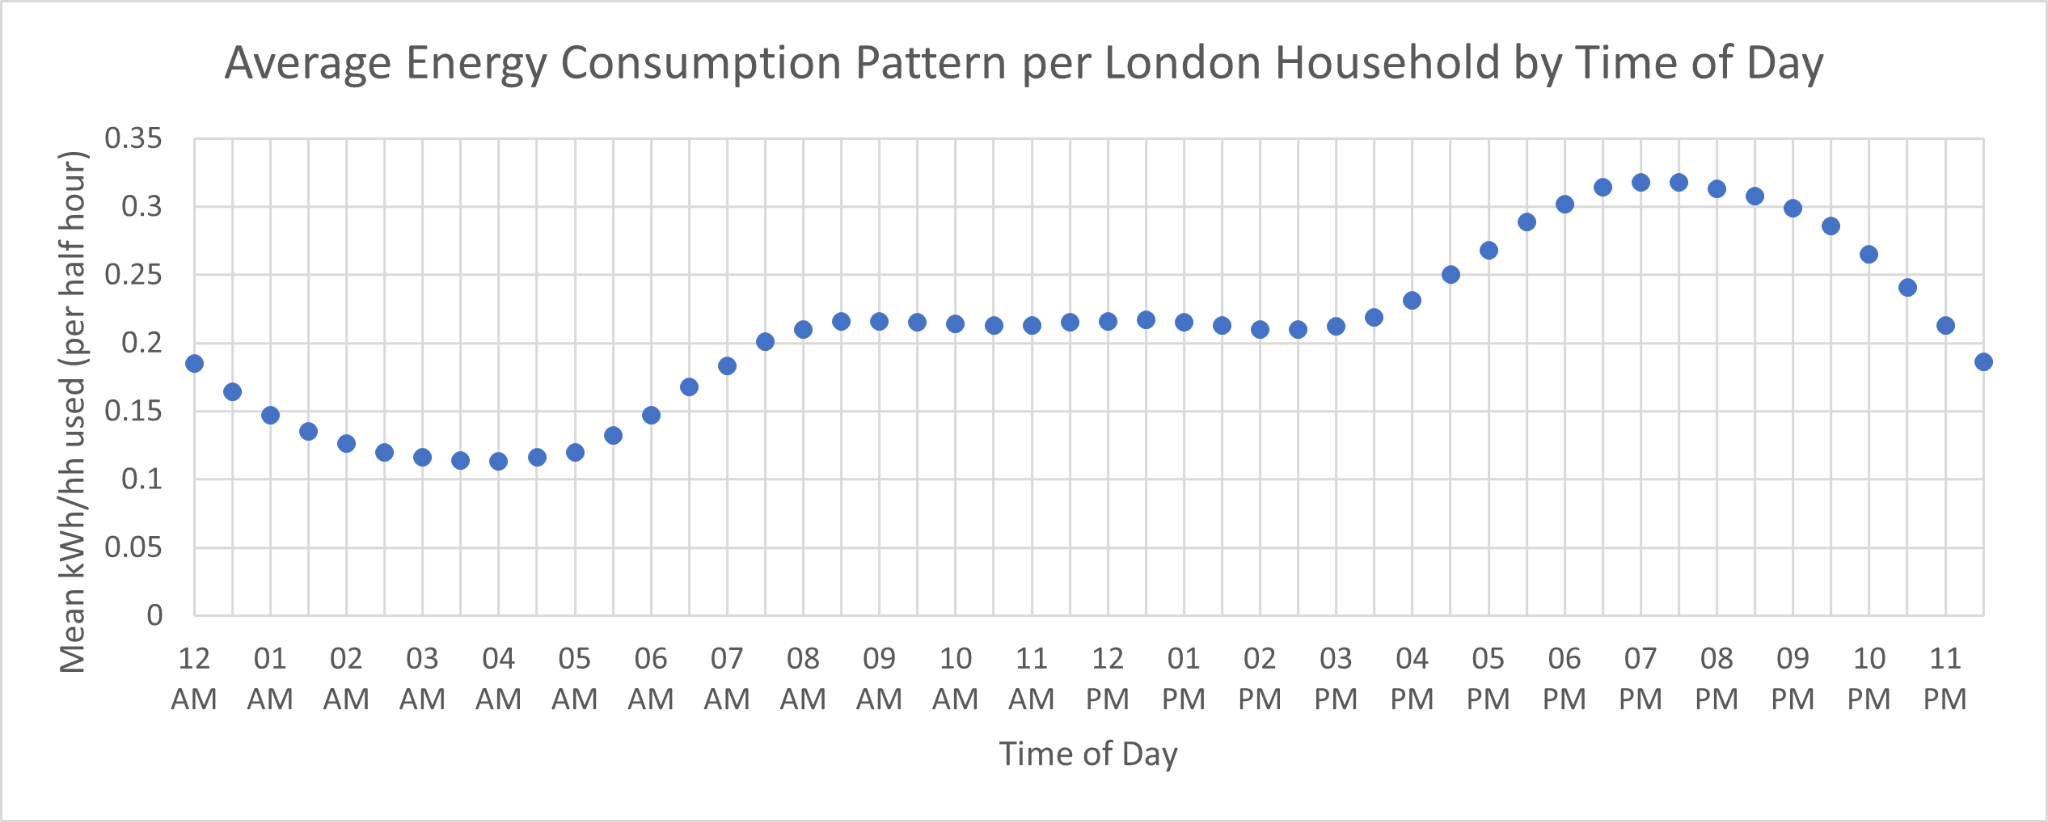 Average Energy Consumption Pattern per London Household by Time of Day
Mean kWh/hh used (per half hour)
0.35
0.3
0.25
0.2
0.15
0.1
0.05
0
12 AM 01 AM 02 AM 03 AM 04 AM 05 AM 06 AM 07 AM 08 AM 09 AM 10 AM 11 AM 12 PM 01 PM 02 PM 03 PM 04 PM 05 PM 06 PM 07 PM 08 PM 09 PM 10 PM 11 PM
Time of Day